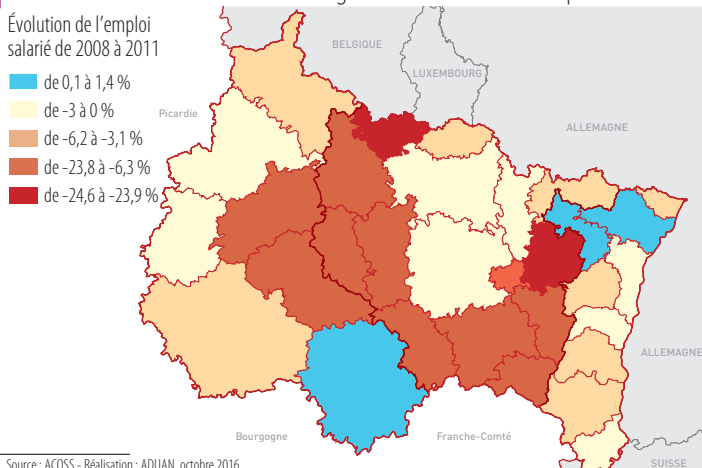 Évolution de l'emploi
salarié de 2008 à 2011
de 0,1 à 1,4 %
de -3 à 0 %
de -6,2 à -3,1 %
de -23,8 à -6,3 %
de -24,6 à -23,9 %
BELGIQUE
LUXEMBOURG
Picardie
ALLEMAGNE
ALLEMAGNE
Bourgogne
Franche-Comté
SUISSE
Source : ACOSS - Réalisation : ADUAN, octobre 2016